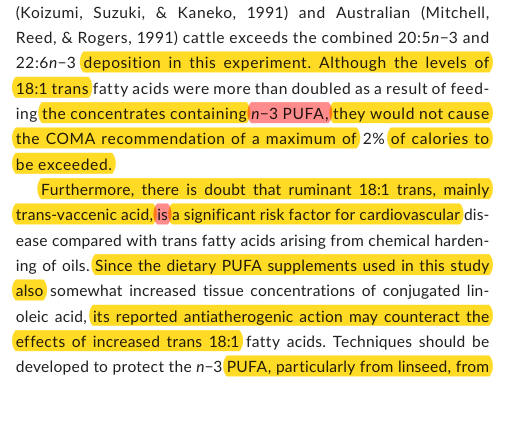 (Koizumi, Suzuki, & Kaneko, 1991) and Australian (Mitchell,
Reed, & Rogers, 1991) cattle exceeds the combined 20:5n−3 and
22:6n−3 deposition in this experiment. Although the levels of
18:1 trans fatty acids were more than doubled as a result of feed-
ing the concentrates containing n−3 PUFA, they would not cause
the COMA recommendation of a maximum of 2% of calories to
be exceeded.
Furthermore, there is doubt that ruminant 18:1 trans, mainly
trans-vaccenic acid, is a significant risk factor for cardiovascular dis-
ease compared with trans fatty acids arising from chemical harden-
ing of oils. Since the dietary PUFA supplements used in this study
also somewhat increased tissue concentrations of conjugated lin-
oleic acid, its reported antiatherogenic action may counteract the
effects of increased trans 18:1 fatty acids. Techniques should be
developed to protect the n−3 PUFA, particularly from linseed, from